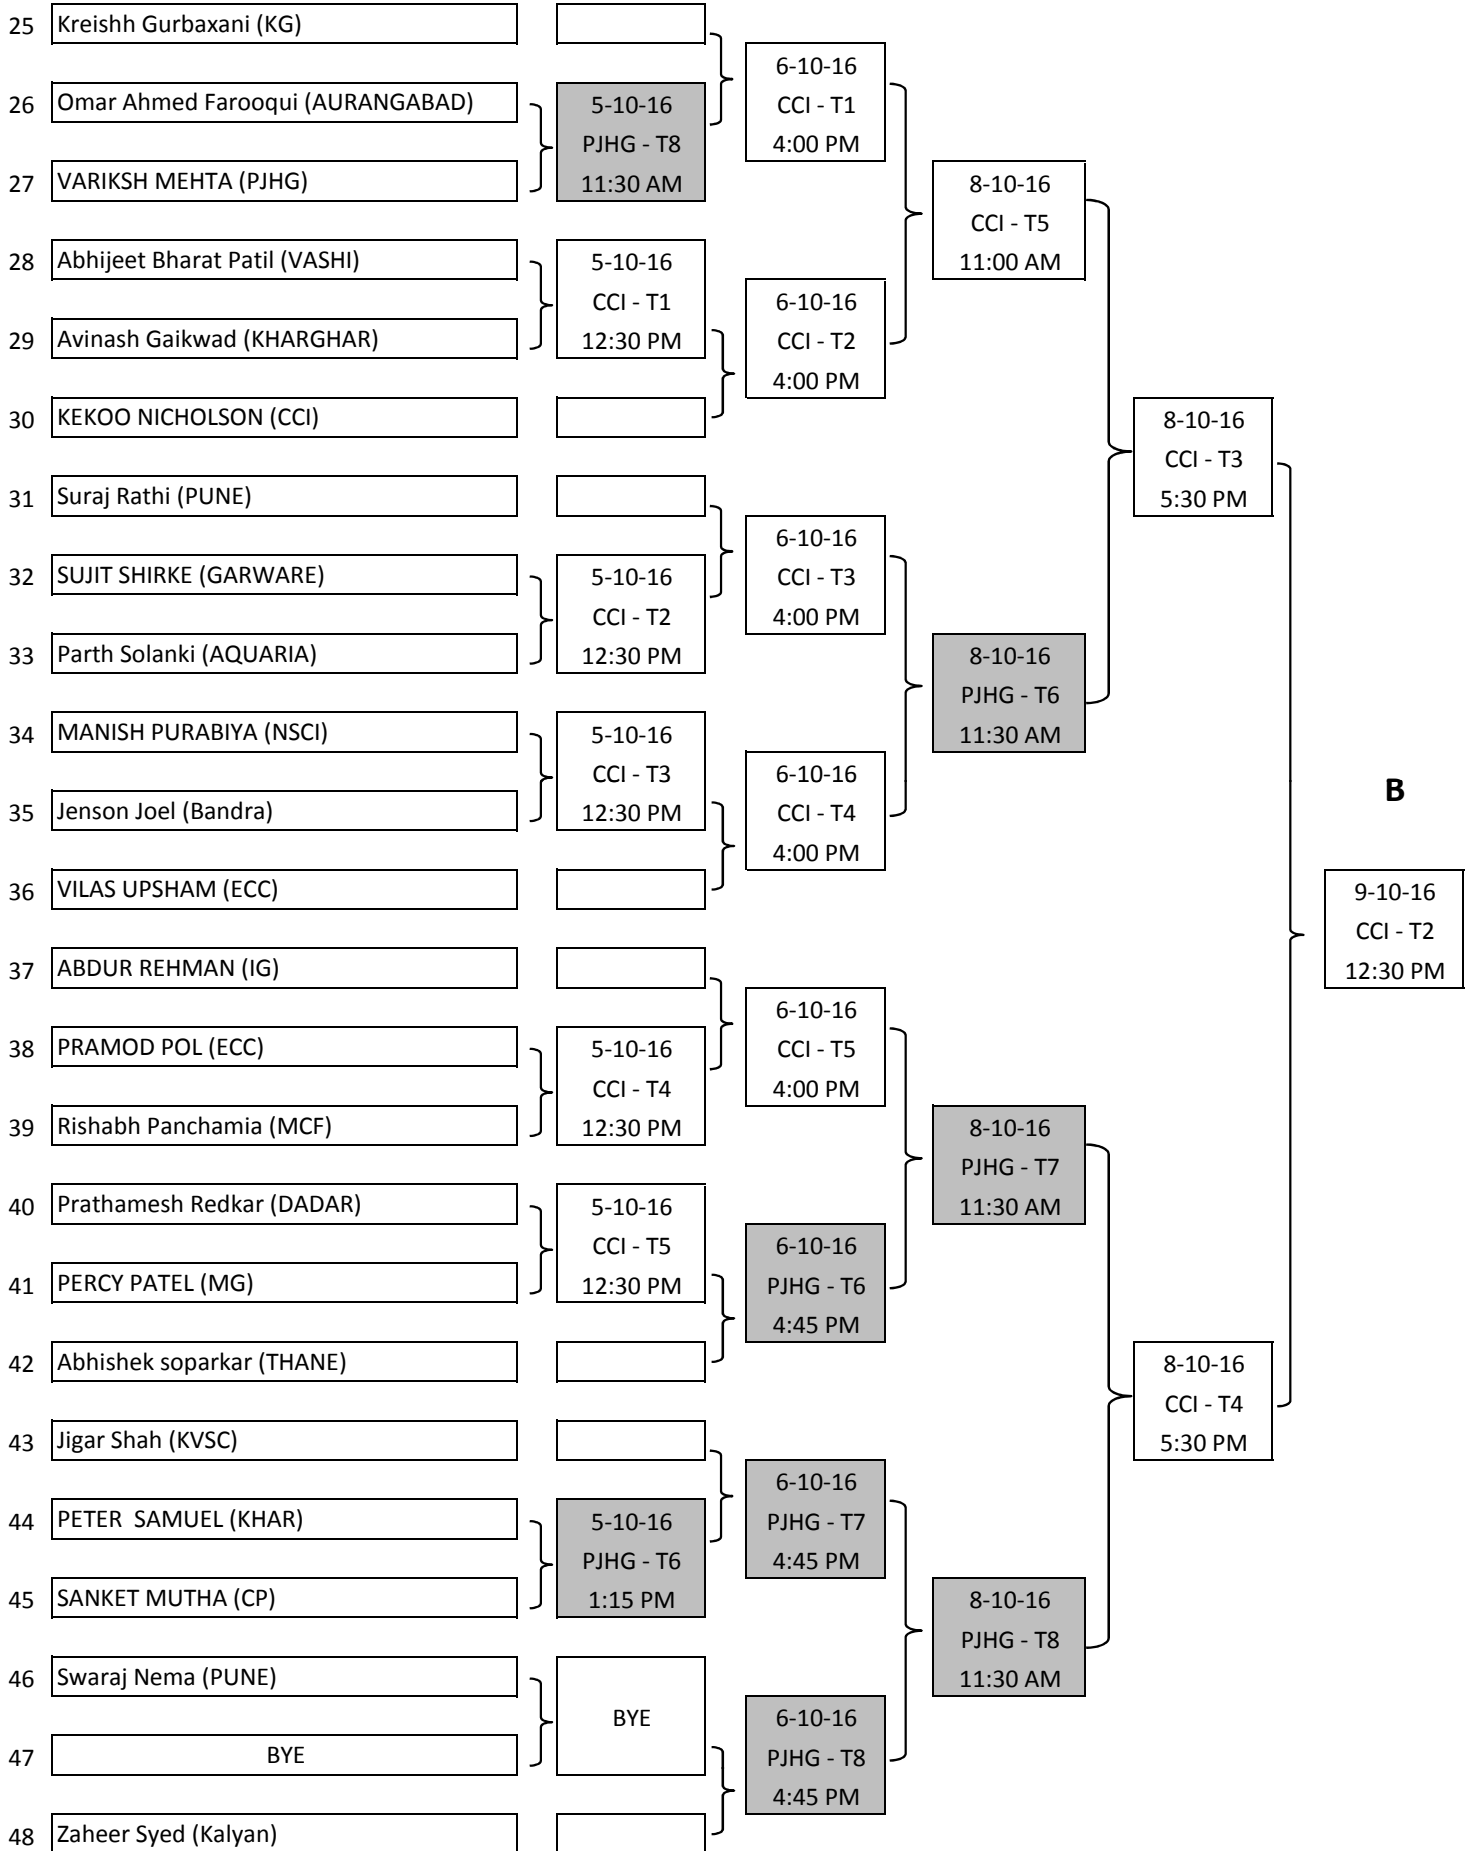 25 Kreishh Gurbaxani (KG)
6-10-16
CCI - T1
4:00 PM
26 Omar Ahmed Farooqui (AURANGABAD)
5-10-16
PJHG - T8
11:30 AM
27 VARIKSH MEHTA (PJHG)
8-10-16
CCI - T5
11:00 AM
28 Abhijeet Bharat Patil (VASHI)
5-10-16
CCI - T1
12:30 PM
29 Avinash Gaikwad (KHARGHAR)
6-10-16
CCI - T2
4:00 PM
30 KEKOO NICHOLSON (CCI)
8-10-16
CCI - T3
5:30 PM
31 Suraj Rathi (PUNE)
6-10-16
CCI - T3
4:00 PM
32 SUJIT SHIRKE (GARWARE)
5-10-16
CCI - T2
12:30 PM
33 Parth Solanki (AQUARIA)
8-10-16
PJHG - T6
11:30 AM
34 MANISH PURABIYA (NSCI)
5-10-16
CCI - T3
12:30 PM
35 Jenson Joel (Bandra)
6-10-16
CCI - T4
4:00 PM
B
36 VILAS UPSHAM (ECC)
9-10-16
CCI - T2
12:30 PM
37 ABDUR REHMAN (IG)
6-10-16
CCI - T5
4:00 PM
38 PRAMOD POL (ECC)
5-10-16
CCI - T4
12:30 PM
39 Rishabh Panchamia (MCF)
8-10-16
PJHG - T7
11:30 AM
40 Prathamesh Redkar (DADAR)
5-10-16
CCI - T5
12:30 PM
41 PERCY PATEL (MG)
6-10-16
PJHG - T6
4:45 PM
42 Abhishek soparkar (THANE)
8-10-16
CCI - T4
5:30 PM
43 Jigar Shah (KVSC)
6-10-16
PJHG - T7
4:45 PM
44 PETER  SAMUEL (KHAR)
5-10-16
PJHG - T6
1:15 PM
45 SANKET MUTHA (CP)
8-10-16
PJHG - T8
11:30 AM
46 Swaraj Nema (PUNE)
BYE
47 BYE
6-10-16
PJHG - T8
4:45 PM
48 Zaheer Syed (Kalyan)